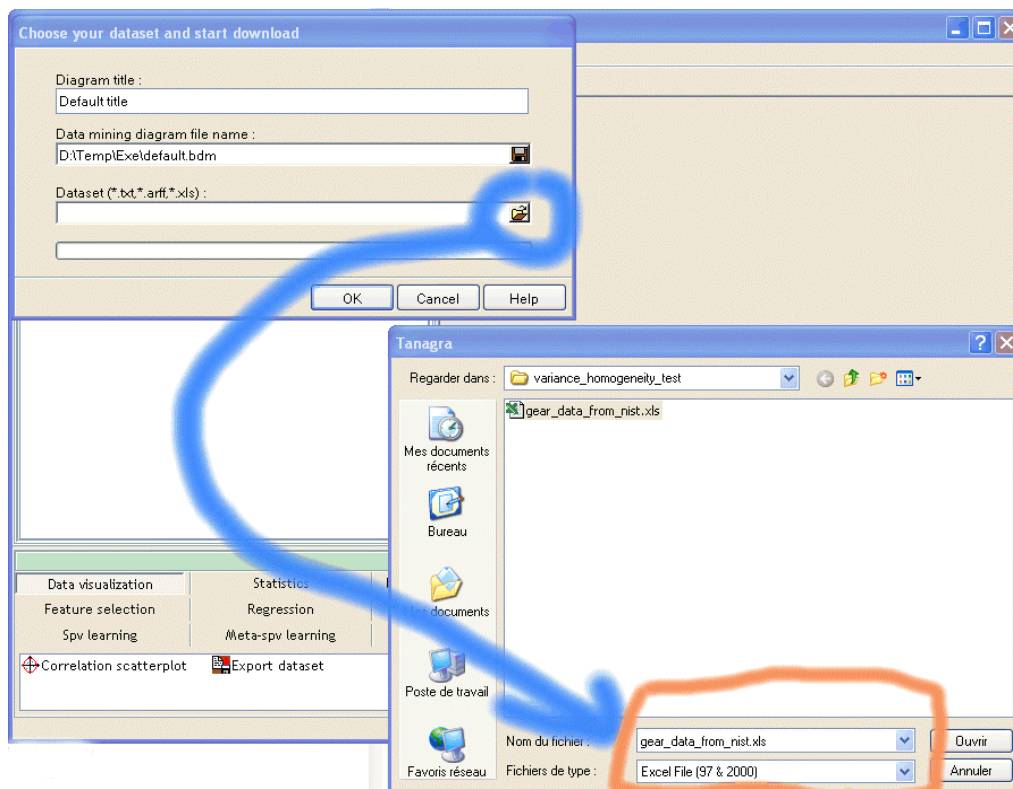 Choose your dataset and start download
Diagram title :
Default title
Data mining diagram file name :
D:\Temp\Exe\default.bdm
Dataset (*.txt,*.arff,*.xls) :
OK Cancel Help
Tanagra
Regarder dans : variance_homogeneity_test
gear_data_from_nist.xls
Mes documents
récents
Bureau
Mes documents
Poste de travail
Favoris réseau
Nom du fichier : gear_data_from_nist.xls Ouvrir
Fichiers de type : Excel File (97 & 2000) Annuler
Data visualization Statistics
Feature selection Regression
Spv learning Meta-spv learning
Correlation scatterplot Export dataset